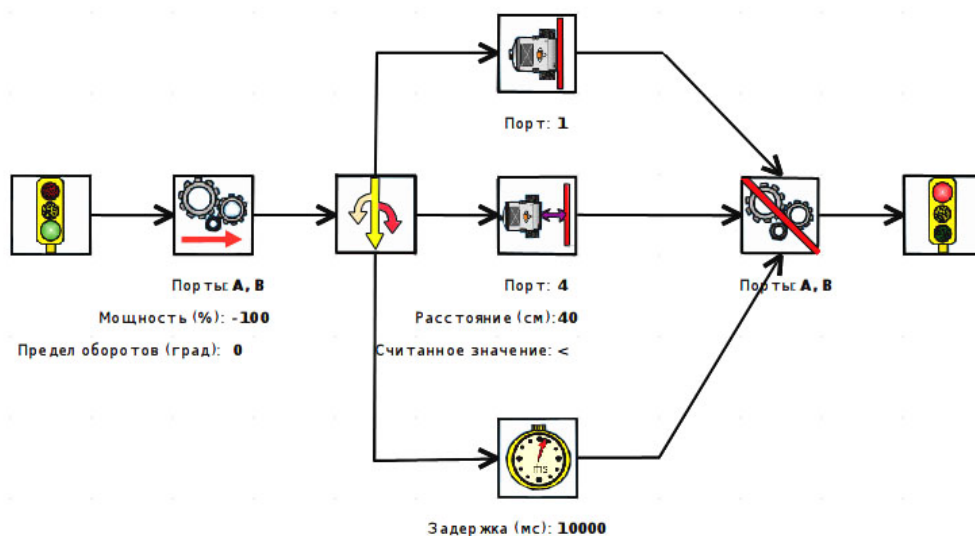 Порт: 1
Порты: A, B
Мощность (%): -100
Предел оборотов (град): 0
Порт: 4
Расстояние (см):40
Считанное значение: <
Порты: A, B
ms
Задержка (мс): 10000